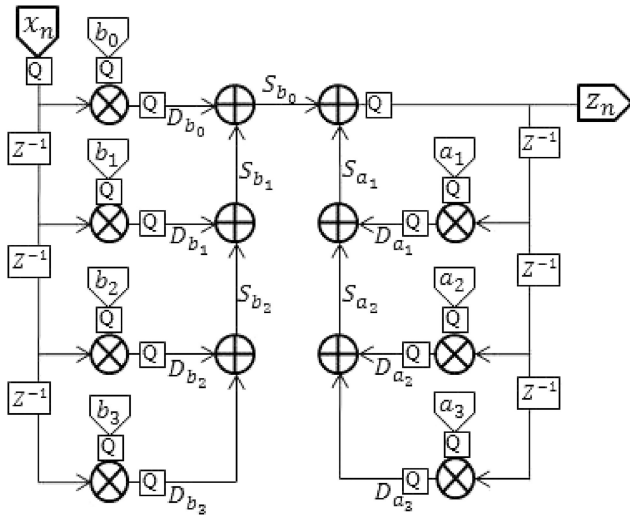 x_n b_0
Q Q
Q D_{b_0} S_{b_0} Q z_n
Z^{-1} b_1 S_{b_1} S_{a_1} a_1 Z^{-1}
Q Q
Q D_{b_1} D_{a_1} Q
Z^{-1} b_2 S_{b_2} S_{a_2} a_2 Z^{-1}
Q Q
Q D_{b_2} D_{a_2} Q
Z^{-1} b_3 a_3 Z^{-1}
Q Q
Q D_{b_3} D_{a_3} Q